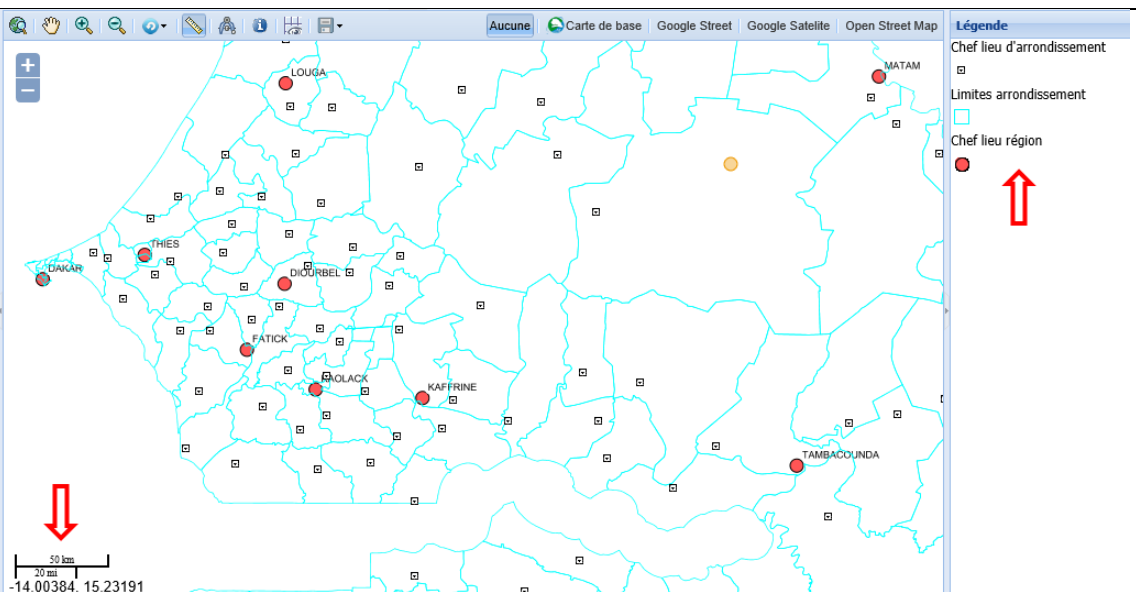 Aucune Carte de base Google Street Google Satelite Open Street Map
Légende
Chef lieu d'arrondissement
Limites arrondissement
Chef lieu région
LOUGA
MATAM
THIES
DAKAR
DIOURBEL
FATICK
KAOLACK
KAFFRINE
TAMBACOUNDA
50 km
20 mi
-14.00384, 15.23191